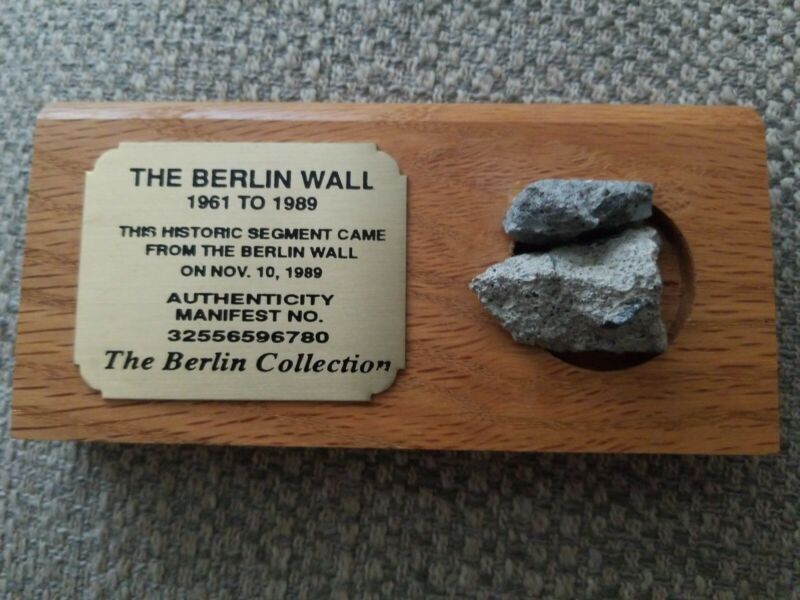 THE BERLIN WALL
1961 TO 1989
THIS HISTORIC SEGMENT CAME
FROM THE BERLIN WALL
ON NOV. 10, 1989
AUTHENTICITY
MANIFEST NO.
32556596780
The Berlin Collection